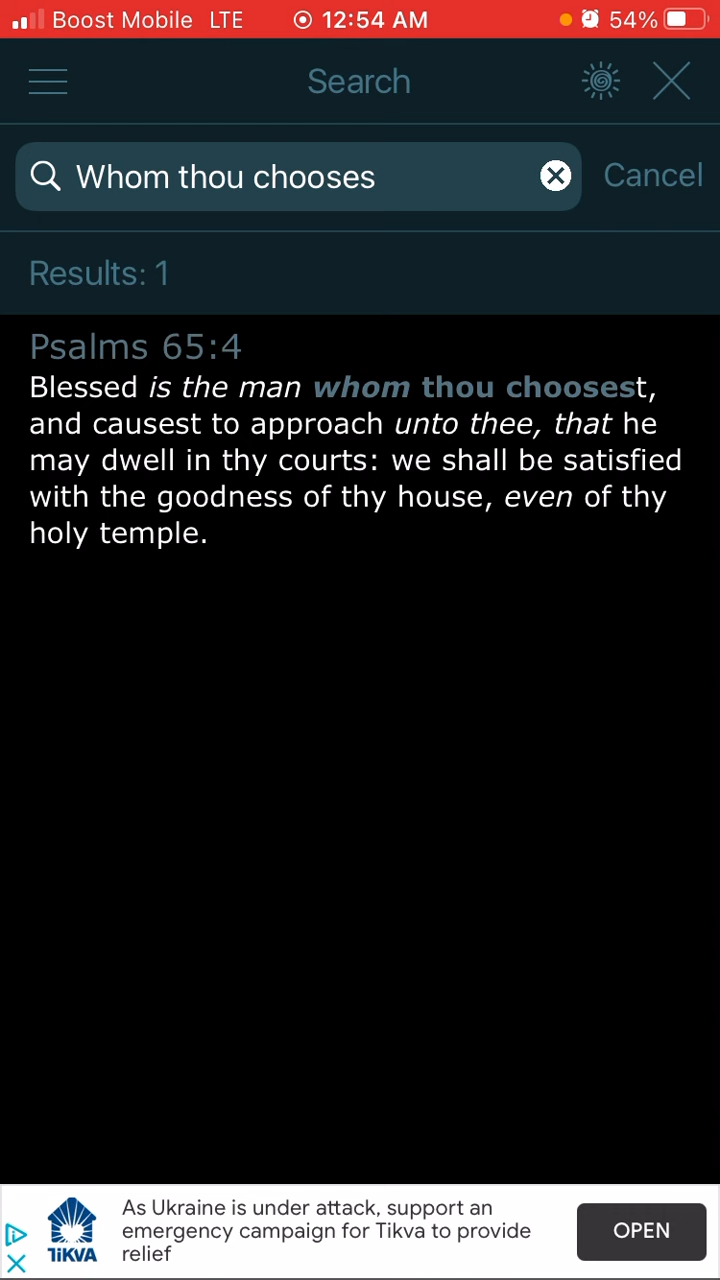 Boost Mobile LTE 12:54 AM 54%
Search
Whom thou chooses Cancel
Results: 1
Psalms 65:4
Blessed is the man whom thou choosest,
and causest to approach unto thee, that he
may dwell in thy courts: we shall be satisfied
with the goodness of thy house, even of thy
holy temple.
As Ukraine is under attack, support an
emergency campaign for Tikva to provide
relief
TiKVA
OPEN